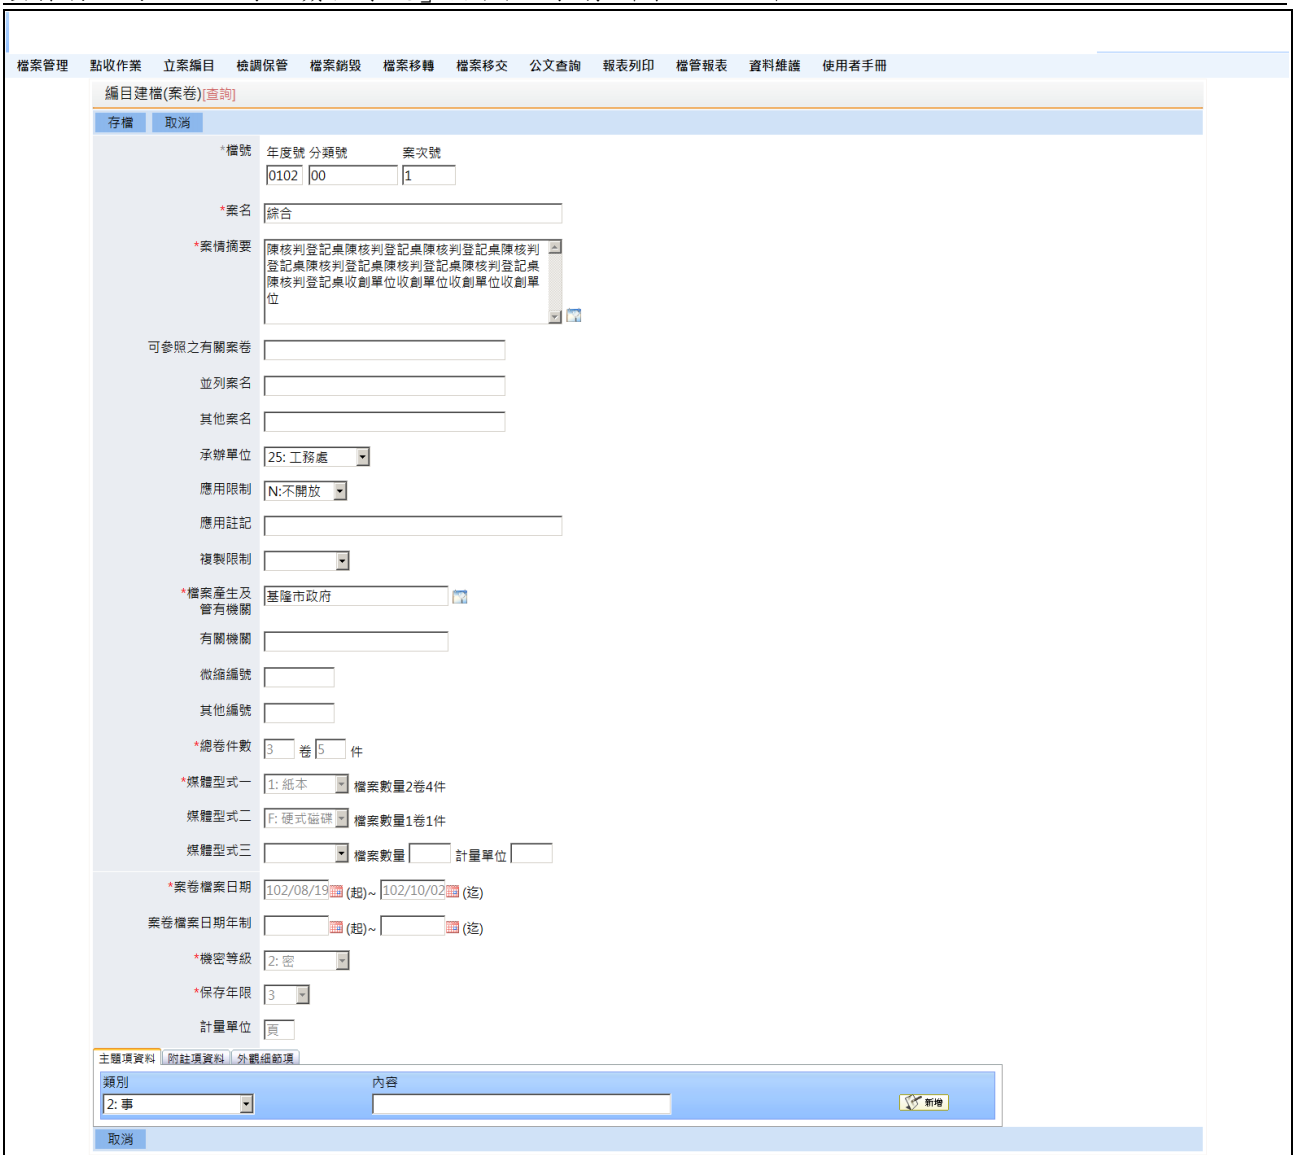 檔案管理 點收作業 立案編目 檢調保管 檔案銷毀 檔案移轉 檔案移交 公文查詢 報表列印 檔管報表 資料維護 使用者手冊
編目建檔(案卷)[查詢]
存檔 取消
*檔號 年度號 分類號 案次號
0102 00 1
*案名 綜合
*案情摘要 陳核判登記桌陳核判登記桌陳核判登記桌陳核判
登記桌陳核判登記桌陳核判登記桌陳核判登記桌
陳核判登記桌收創單位收創單位收創單位收創單
位
可參照之有關案卷
並列案名
其他案名
承辦單位 25: 工務處
應用限制 N:不開放
應用註記
複製限制
*檔案產生及
管有機關 基隆市政府
有關機關
微縮編號
其他編號
*總卷件數 3 卷 5 件
*媒體型式一 1: 紙本 檔案數量2卷4件
媒體型式二 F: 硬式磁碟 檔案數量1卷1件
媒體型式三 檔案數量 計量單位
*案卷檔案日期 102/08/19 (起)~ 102/10/02 (迄)
案卷檔案日期年制 (起)~ (迄)
*機密等級 2: 密
*保存年限 3
計量單位 頁
主題項資料 附註項資料 外觀細節項
類別 內容
2: 事 新增
取消